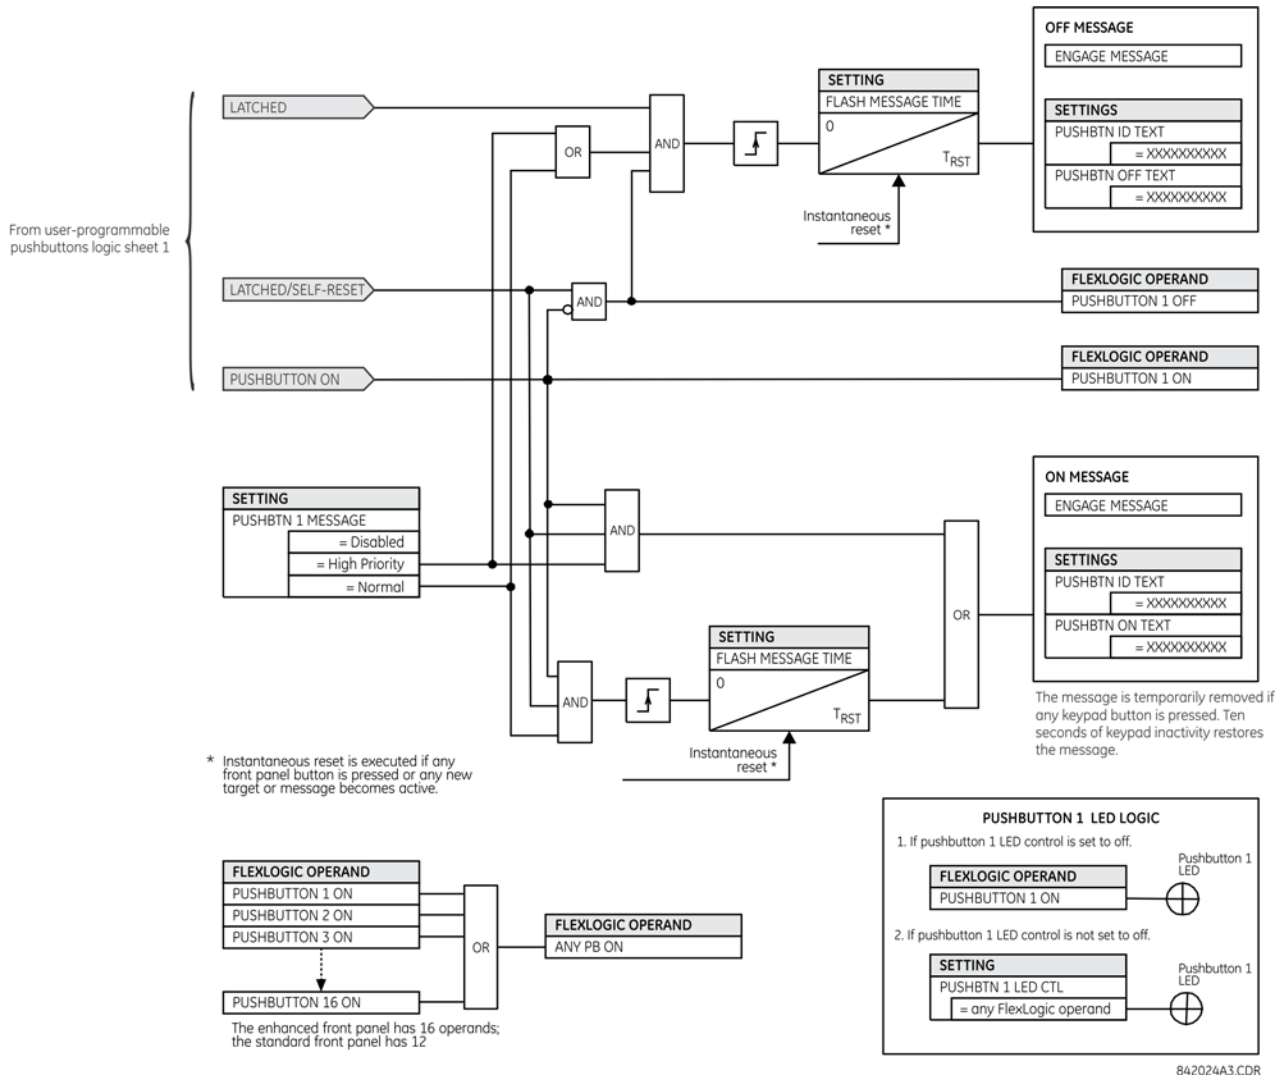 OFF MESSAGE
ENGAGE MESSAGE
SETTINGS
PUSHBTN ID TEXT
= XXXXXXXXXX
PUSHBTN OFF TEXT
= XXXXXXXXXX
SETTING
FLASH MESSAGE TIME
0
TRST
Instantaneous
reset *
LATCHED
OR
AND
From user-programmable
pushbuttons logic sheet 1
LATCHED/SELF-RESET
AND
FLEXLOGIC OPERAND
PUSHBUTTON 1 OFF
PUSHBUTTON ON
FLEXLOGIC OPERAND
PUSHBUTTON 1 ON
SETTING
PUSHBTN 1 MESSAGE
= Disabled
= High Priority
= Normal
AND
ON MESSAGE
ENGAGE MESSAGE
SETTINGS
PUSHBTN ID TEXT
= XXXXXXXXXX
PUSHBTN ON TEXT
= XXXXXXXXXX
OR
SETTING
FLASH MESSAGE TIME
0
TRST
AND
Instantaneous
reset *
The message is temporarily removed if
any keypad button is pressed. Ten
seconds of keypad inactivity restores
the message.
* Instantaneous reset is executed if any
front panel button is pressed or any new
target or message becomes active.
FLEXLOGIC OPERAND
PUSHBUTTON 1 ON
PUSHBUTTON 2 ON
PUSHBUTTON 3 ON
PUSHBUTTON 16 ON
OR
FLEXLOGIC OPERAND
ANY PB ON
The enhanced front panel has 16 operands;
the standard front panel has 12
PUSHBUTTON 1 LED LOGIC
1. If pushbutton 1 LED control is set to off.
FLEXLOGIC OPERAND
PUSHBUTTON 1 ON
Pushbutton 1
LED
2. If pushbutton 1 LED control is not set to off.
SETTING
PUSHBTN 1 LED CTL
= any FlexLogic operand
Pushbutton 1
LED
842024A3.CDR